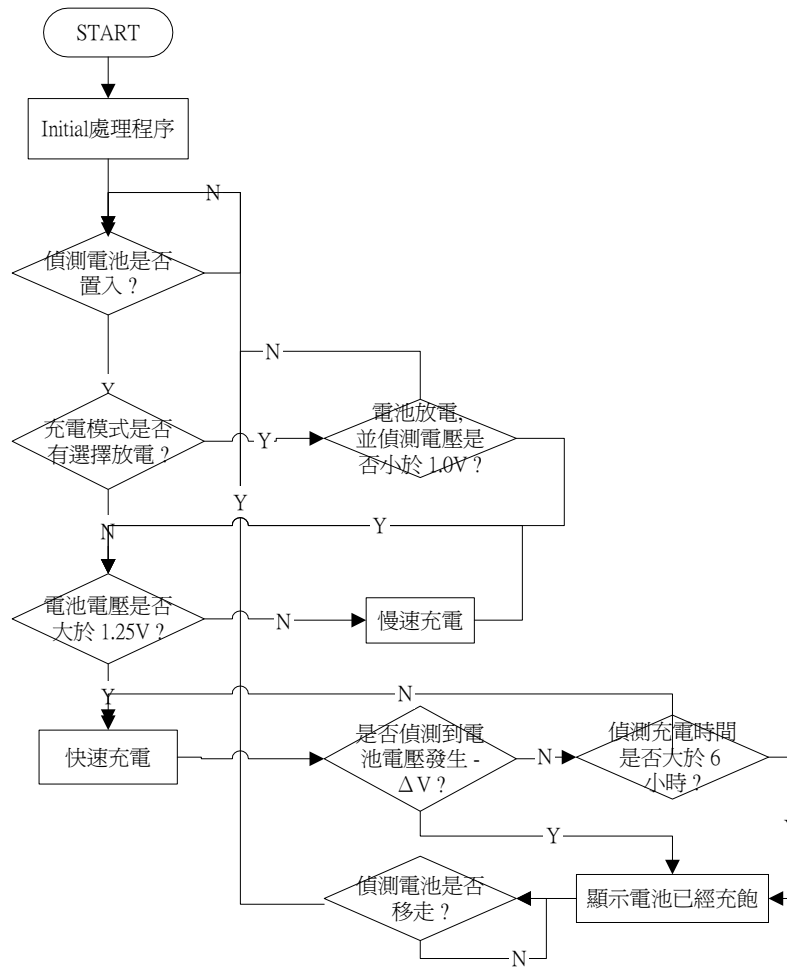 START
Initial處理程序
N
偵測電池是否
置入？
Y
N
充電模式是否
有選擇放電？
Y
電池放電,
並偵測電壓是
否小於 1.0V？
Y
N
Y
電池電壓是否
大於 1.25V？
N
慢速充電
Y
N
快速充電
是否偵測到電
池電壓發生 -
ΔV？
N
偵測充電時間
是否大於 6
小時？
Y
Y
偵測電池是否
移走？
顯示電池已經充飽
N